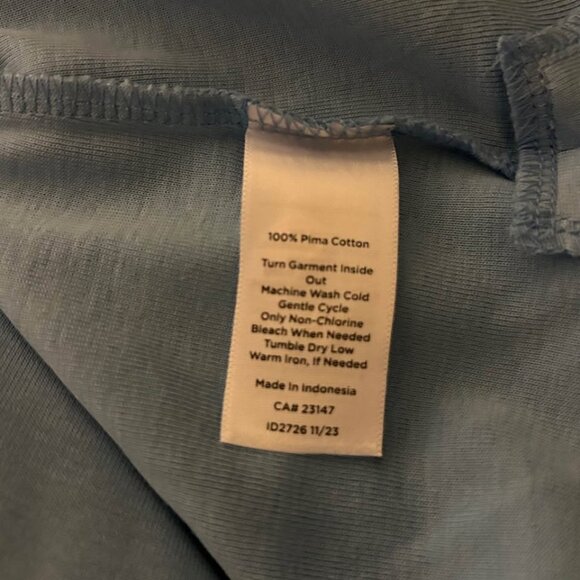 100% Pima Cotton
Turn Garment Inside
Out
Machine Wash Cold
Gentle Cycle
Only Non-Chlorine
Bleach When Needed
Tumble Dry Low
Warm Iron, If Needed
Made In Indonesia
CA# 23147
ID2726 11/23